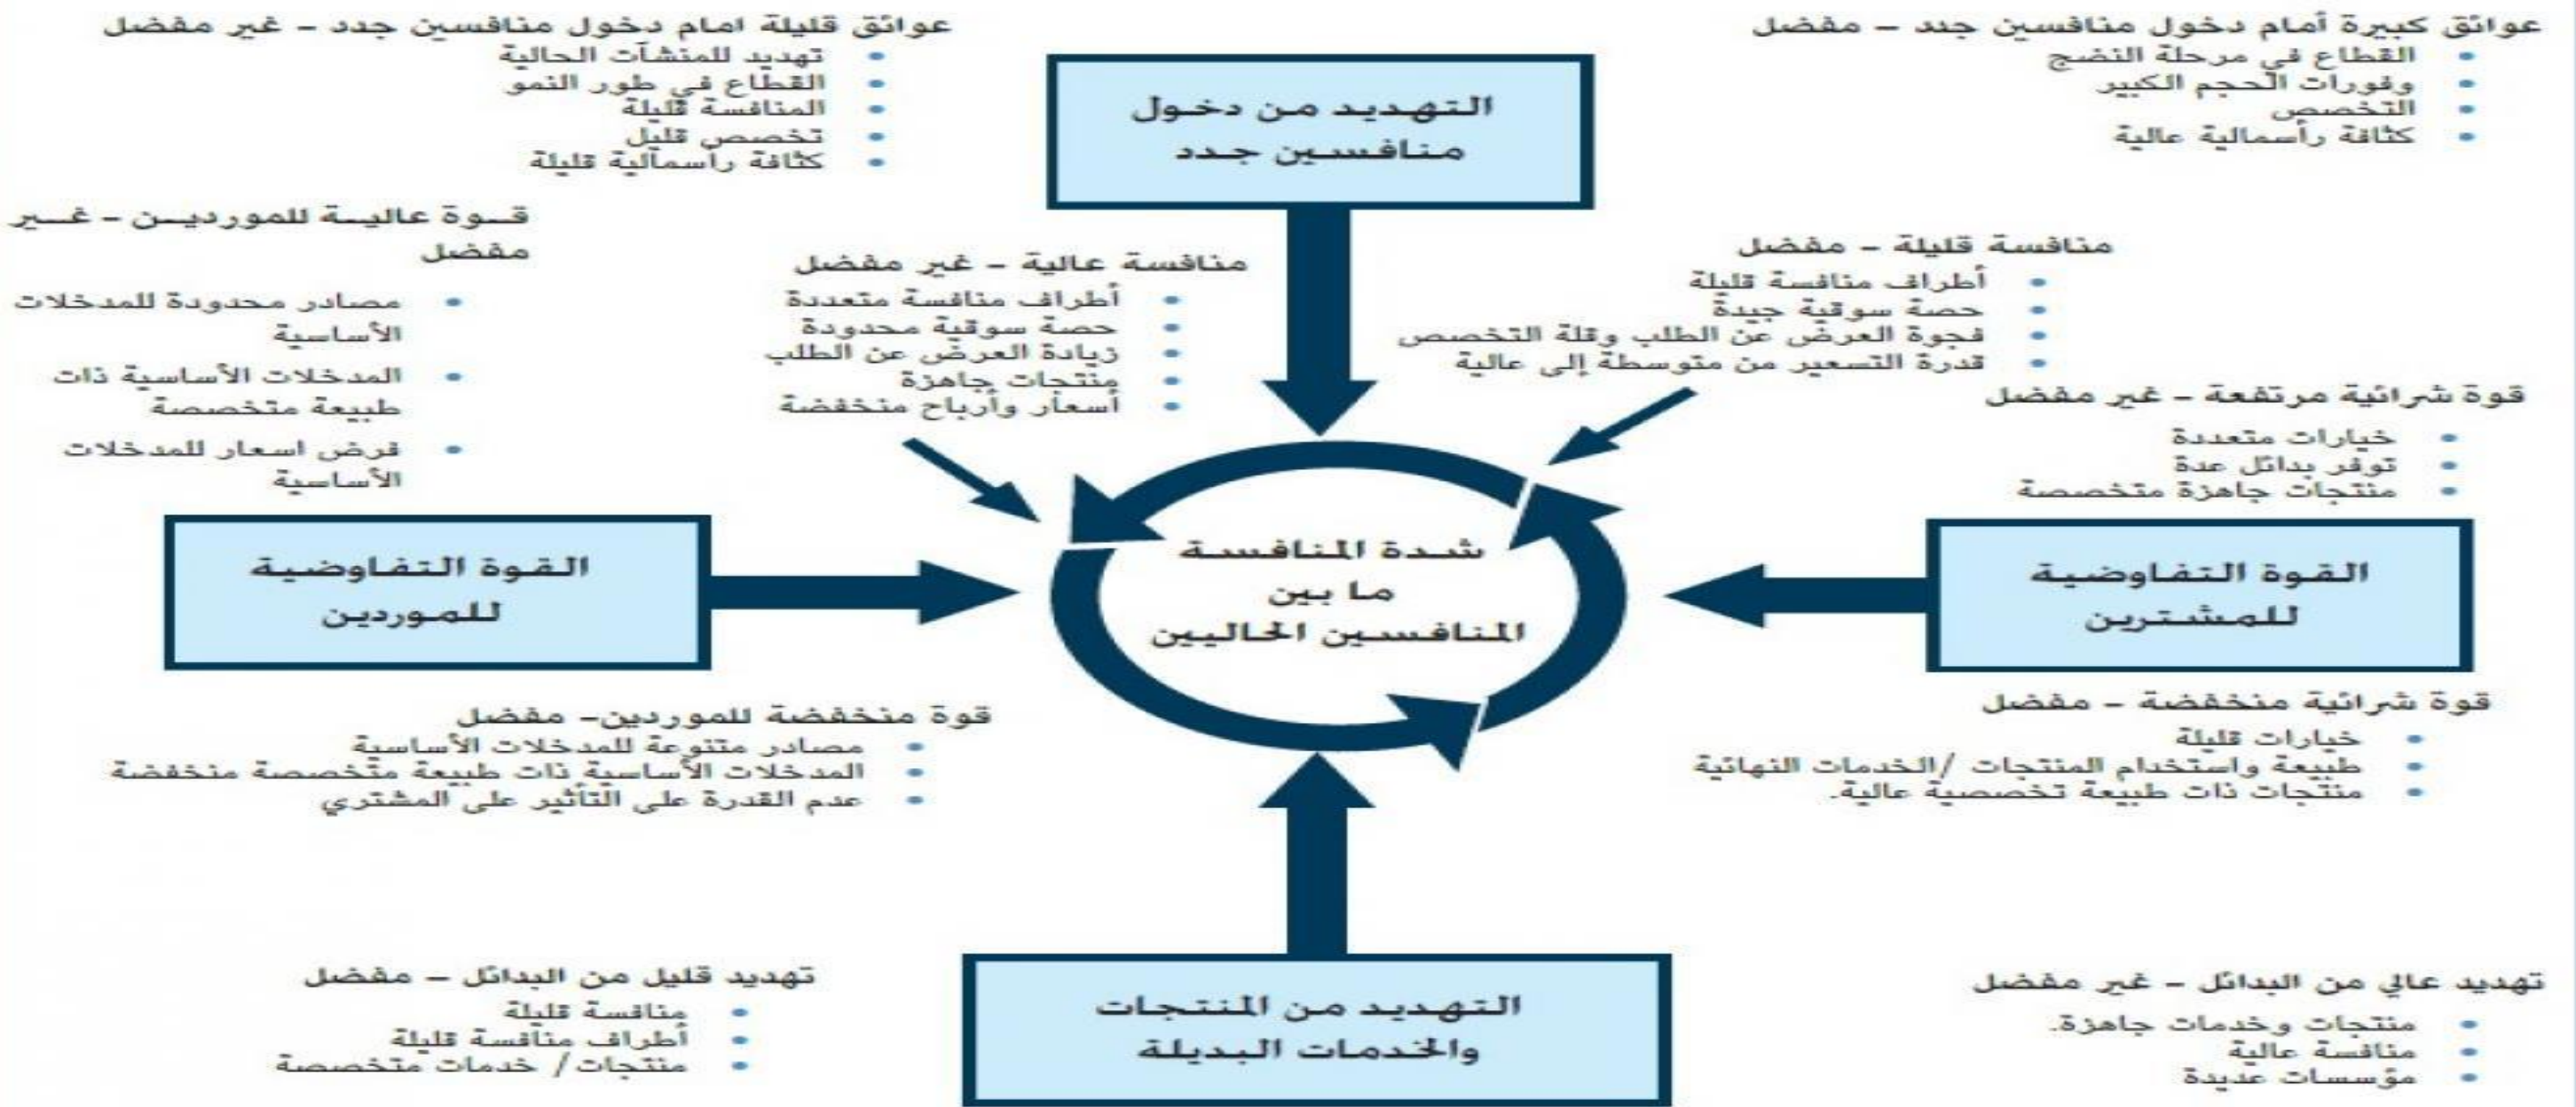 عوائق كبيرة أمام دخول منافسين جدد – مفضل
• القطاع في مرحلة النضج
• وفورات الحجم الكبير
• التخصص
• كثافة رأسمالية عالية
التهديد من دخول
منافسين جدد
عوائق قليلة امام دخول منافسين جدد – غير مفضل
• تهديد للمنشآت الحالية
• القطاع في طور النمو
• المنافسة قليلة
• تخصص قليل
• كثافة رأسمالية قليلة
منافسة قليلة – مفضل
• أطراف منافسة قليلة
• حصة سوقية جيدة
• فجوة العرض عن الطلب وقلة التخصص
• قدرة التسعير من متوسطة إلى عالية
منافسة عالية – غير مفضل
• أطراف منافسة متعددة
• حصة سوقية محدودة
• زيادة العرض عن الطلب
• منتجات جاهزة
• أسعار وأرباح منخفضة
قوة عالية للموردين – غير
مفضل
• مصادر محدودة للمدخلات
الأساسية
• المدخلات الأساسية ذات
طبيعة متخصصة
• فرض اسعار للمدخلات
الأساسية
قوة شرائية مرتفعة – غير مفضل
• خيارات متعددة
• توفر بدائل عدة
• منتجات جاهزة متخصصة
القوة التفاوضية
للمشترين
شدة المنافسة
ما بين
المنافسين الحاليين
القوة التفاوضية
للموردين
قوة شرائية منخفضة – مفضل
• خيارات قليلة
• طبيعة واستخدام المنتجات /الخدمات النهائية
• منتجات ذات طبيعة تخصصية عالية.
قوة منخفضة للموردين– مفضل
• مصادر متنوعة للمدخلات الأساسية
• المدخلات الأساسية ذات طبيعة متخصصة منخفضة
• عدم القدرة على التأثير على المشتري
تهديد عالي من البدائل – غير مفضل
• منتجات وخدمات جاهزة.
• منافسة عالية
• مؤسسات عديدة
التهديد من المنتجات
والخدمات البديلة
تهديد قليل من البدائل – مفضل
• منافسة قليلة
• أطراف منافسة قليلة
• منتجات/ خدمات متخصصة